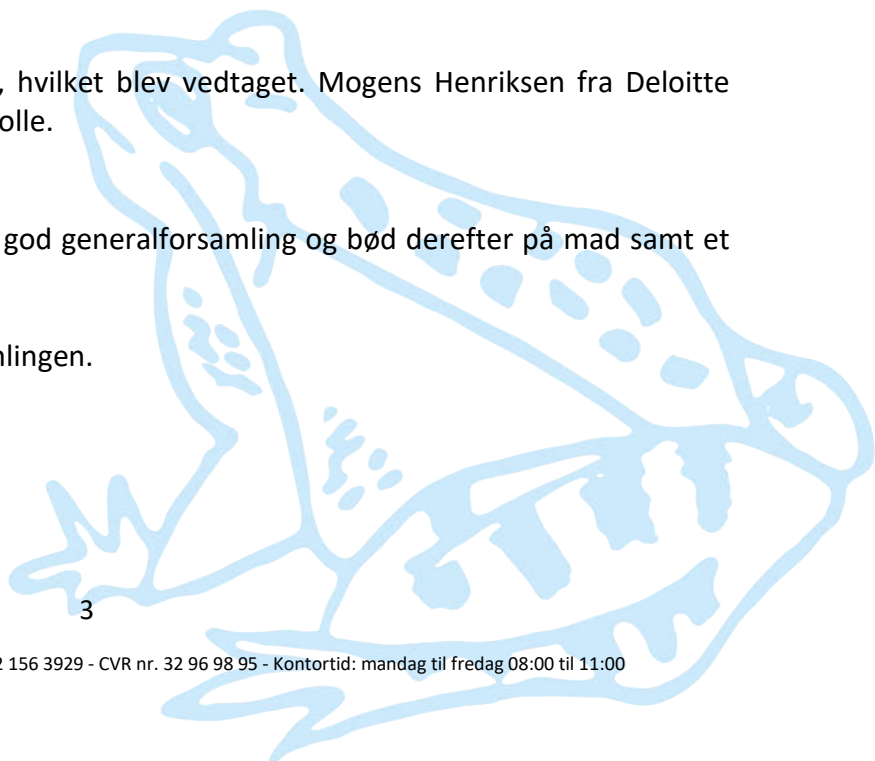 , hvilket blev vedtaget. Mogens Henriksen fra Deloitte
olle.
god generalforsamling og bød derefter på mad samt et
nlingen.
3
2 156 3929 - CVR nr. 32 96 98 95 - Kontortid: mandag til fredag 08:00 til 11:00